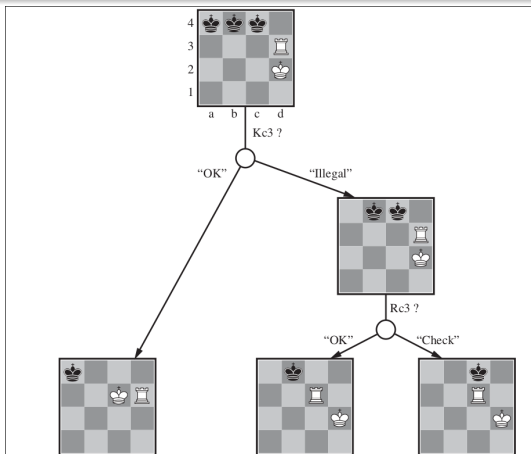 4
3
2
1
a b c d
Kc3 ?
“OK” “Illegal”
Rc3 ?
“OK” “Check”